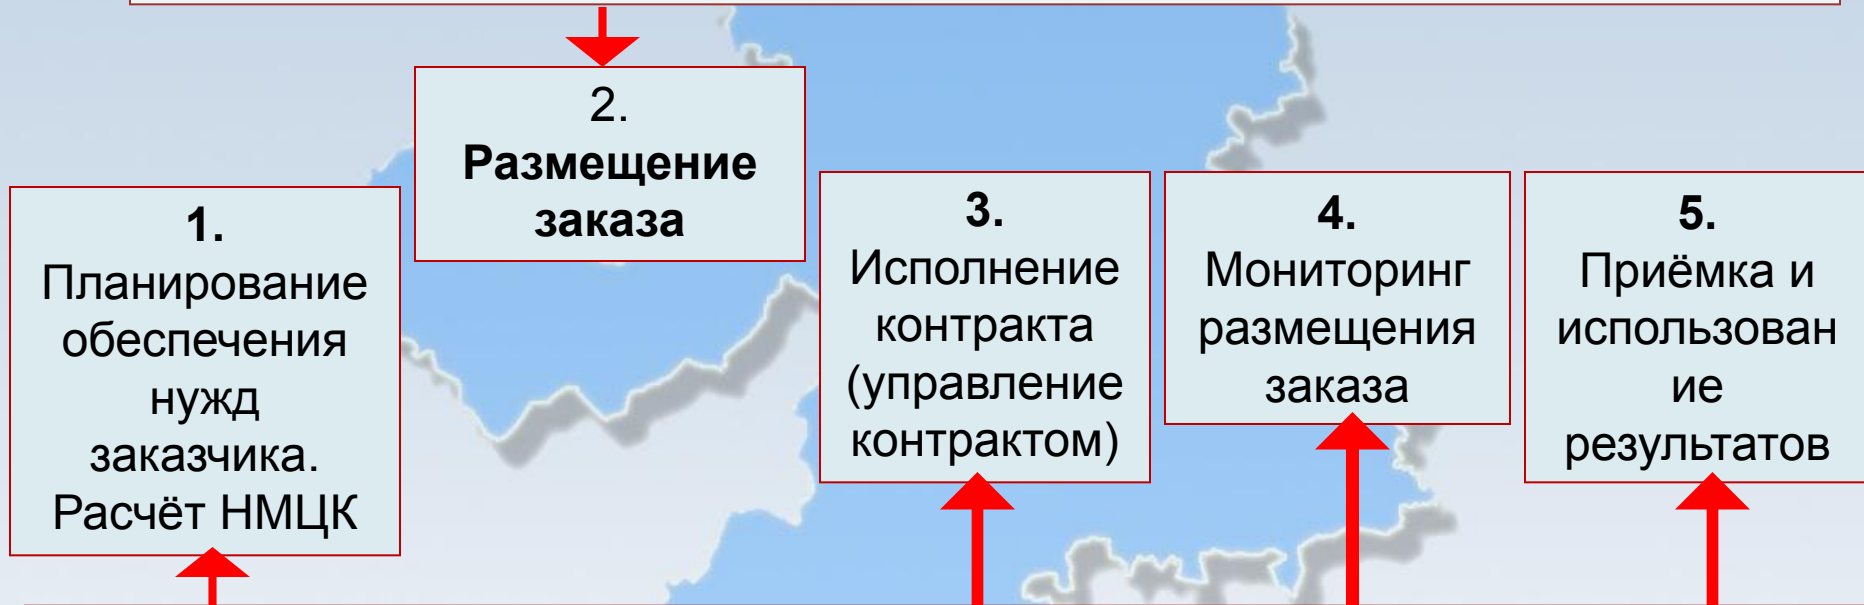 1.
Планирование
обеспечения
нужд
заказчика.
Расчёт НМЦК
2.
Размещение
заказа
3.
Исполнение
контракта
(управление
контрактом)
4.
Мониторинг
размещения
заказа
5.
Приёмка и
использован
ие
результатов